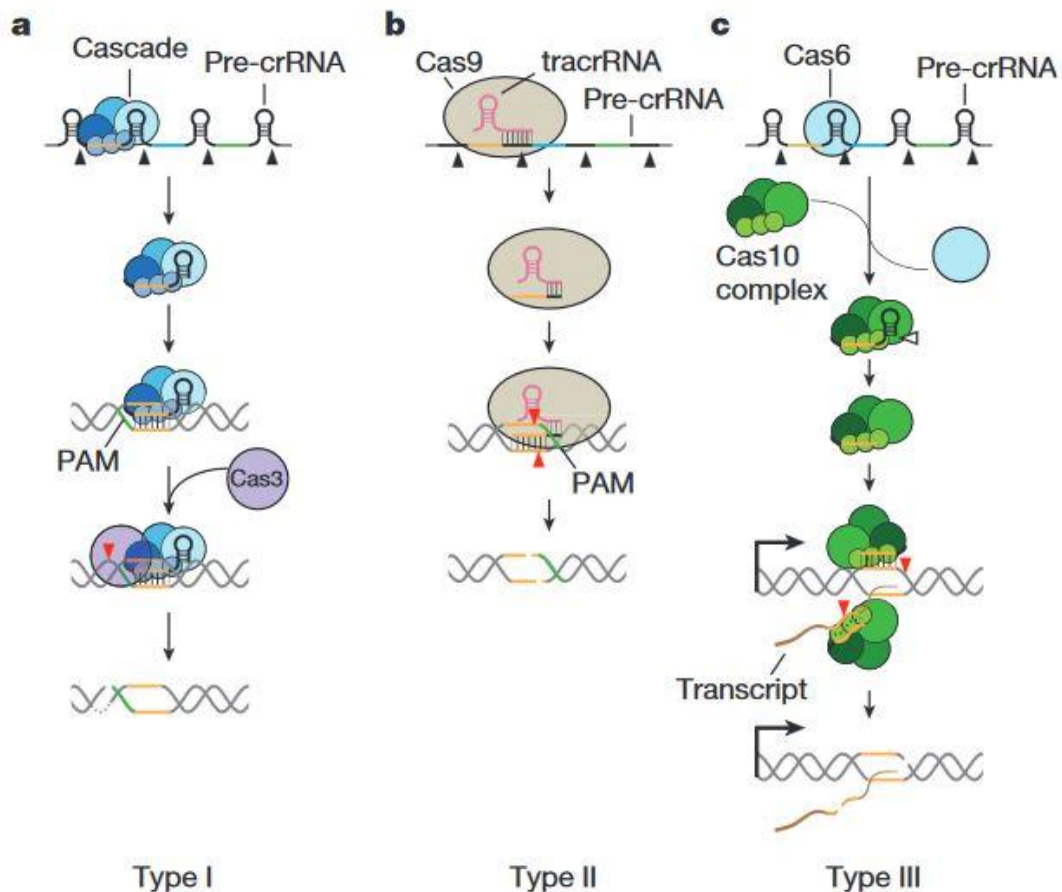 a
Cascade
Pre-crRNA
PAM
Cas3
Type I
b
Cas9
tracrRNA
Pre-crRNA
PAM
Type II
c
Cas6
Pre-crRNA
Cas10
complex
Transcript
Type III